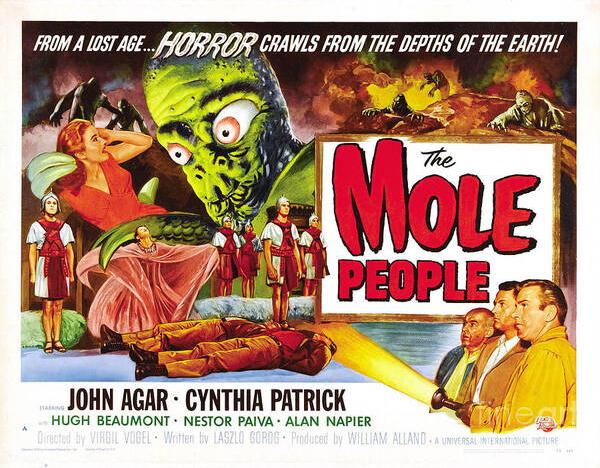 FROM A LOST AGE... HORROR CRAWLS FROM THE DEPTHS OF THE EARTH!
The
MOLE
PEOPLE
STARRING JOHN AGAR · CYNTHIA PATRICK
with HUGH BEAUMONT · NESTOR PAIVA · ALAN NAPIER
Directed by VIRGIL VOGEL · Written by LASZLO GOROG · Produced by WILLIAM ALLAND · A UNIVERSAL-INTERNATIONAL PICTURE